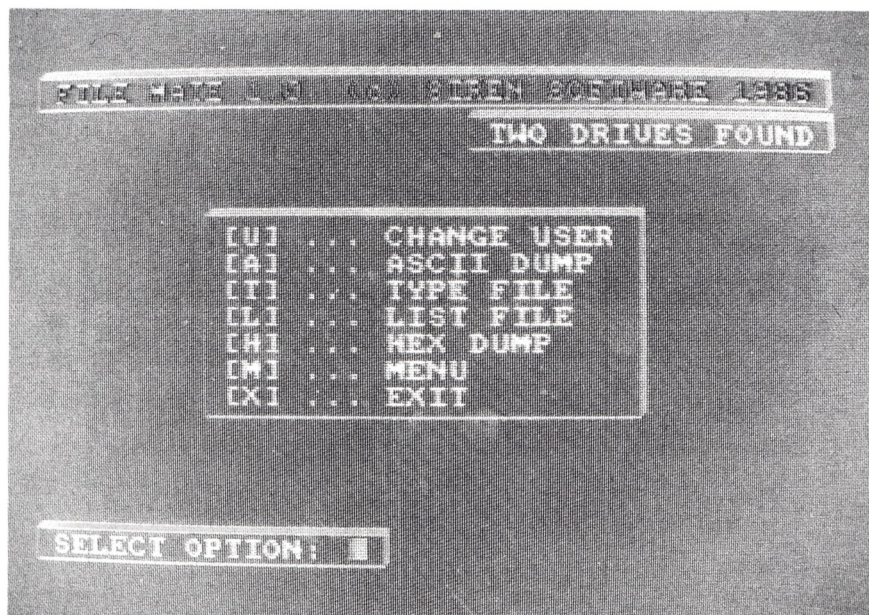 FILE MATE 1.0 (c) SIREN SOFTWARE 1986
TWO DRIVES FOUND
[U] ... CHANGE USER
[A] ... ASCII DUMP
[T] ... TYPE FILE
[L] ... LIST FILE
[H] ... HEX DUMP
[M] ... MENU
[X] ... EXIT
SELECT OPTION: